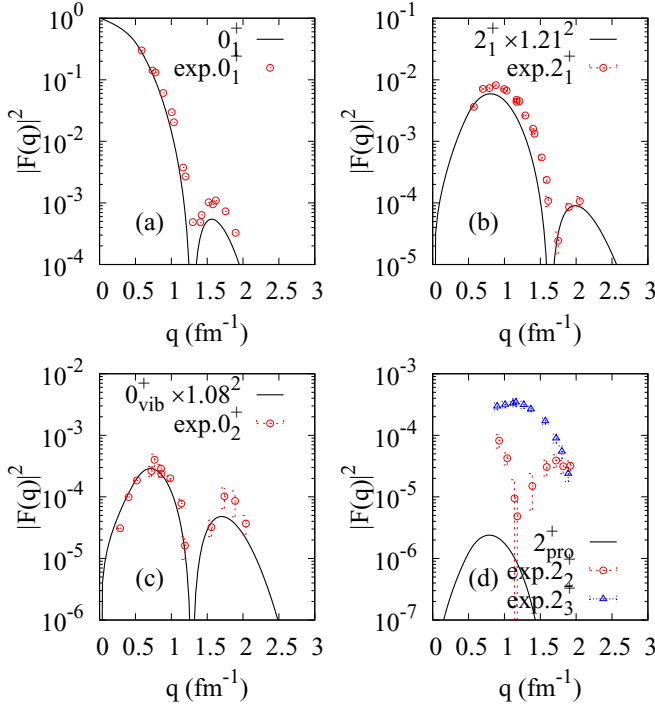 10^0
10^-1
10^-2
10^-3
10^-4
|F(q)|^2
0_1^+
exp.0_1^+
(a)
0 0.5 1 1.5 2 2.5 3
q (fm^-1)
10^-1
10^-2
10^-3
10^-4
10^-5
|F(q)|^2
2_1^+ ×1.21^2
exp.2_1^+
(b)
0 0.5 1 1.5 2 2.5 3
q (fm^-1)
10^-2
10^-3
10^-4
10^-5
10^-6
|F(q)|^2
0_vib^+ ×1.08^2
exp.0_2^+
(c)
0 0.5 1 1.5 2 2.5 3
q (fm^-1)
10^-3
10^-4
10^-5
10^-6
10^-7
|F(q)|^2
2_pro^+
exp.2_2^+
exp.2_3^+
(d)
0 0.5 1 1.5 2 2.5 3
q (fm^-1)